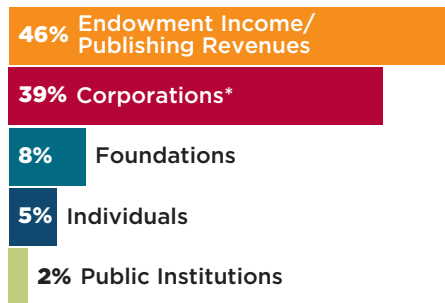 46% Endowment Income/
Publishing Revenues
39% Corporations*
8% Foundations
5% Individuals
2% Public Institutions